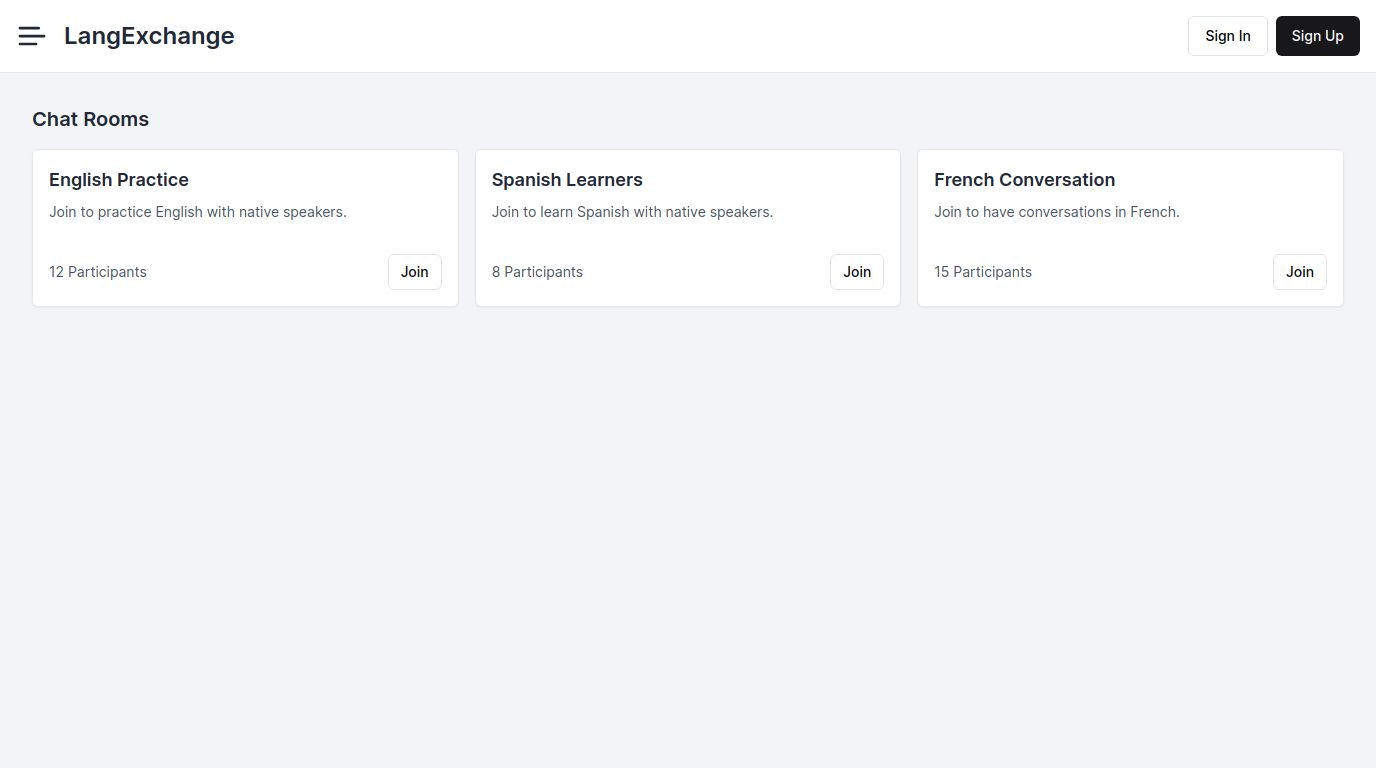 LangExchange
Sign In
Sign Up
Chat Rooms
English Practice
Join to practice English with native speakers.
12 Participants
Join
Spanish Learners
Join to learn Spanish with native speakers.
8 Participants
Join
French Conversation
Join to have conversations in French.
15 Participants
Join